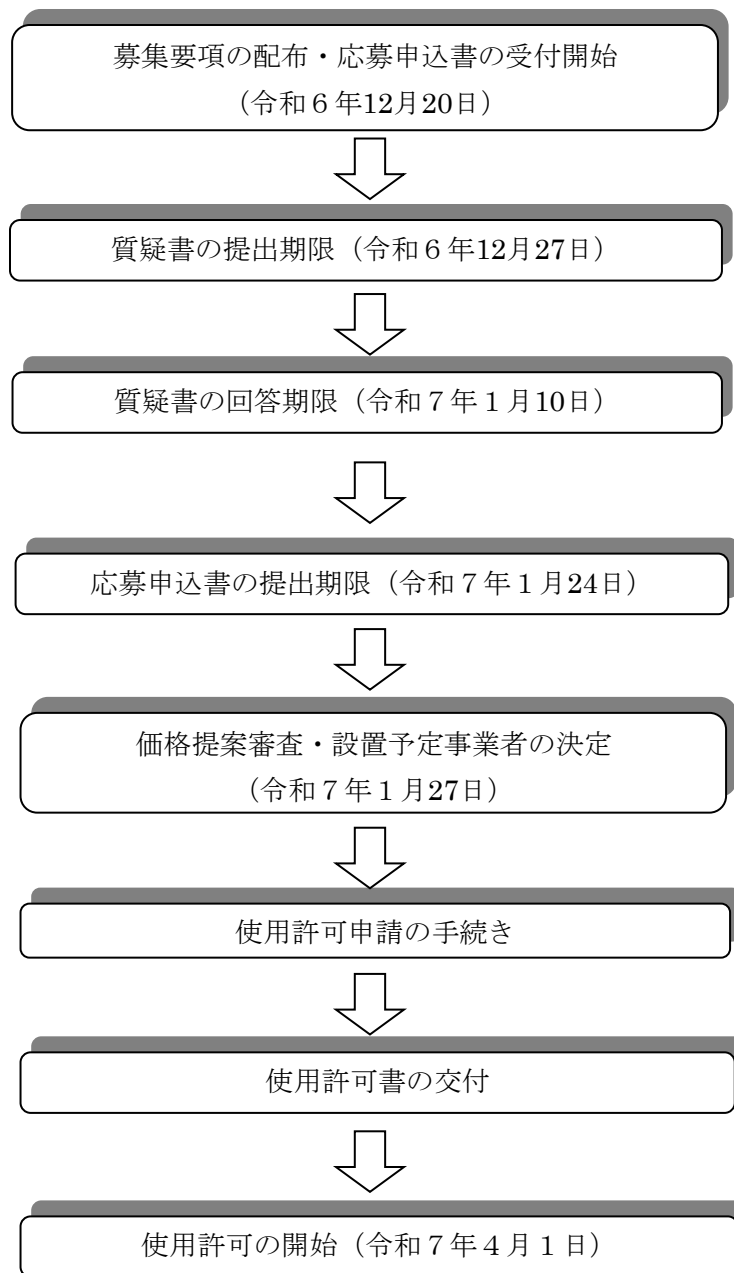 募集要項の配布・応募申込書の受付開始
（令和６年12月20日）
質疑書の提出期限（令和６年12月27日）
質疑書の回答期限（令和７年１月10日）
応募申込書の提出期限（令和７年１月24日）
価格提案審査・設置予定事業者の決定
（令和７年１月27日）
使用許可申請の手続き
使用許可書の交付
使用許可の開始（令和７年４月１日）